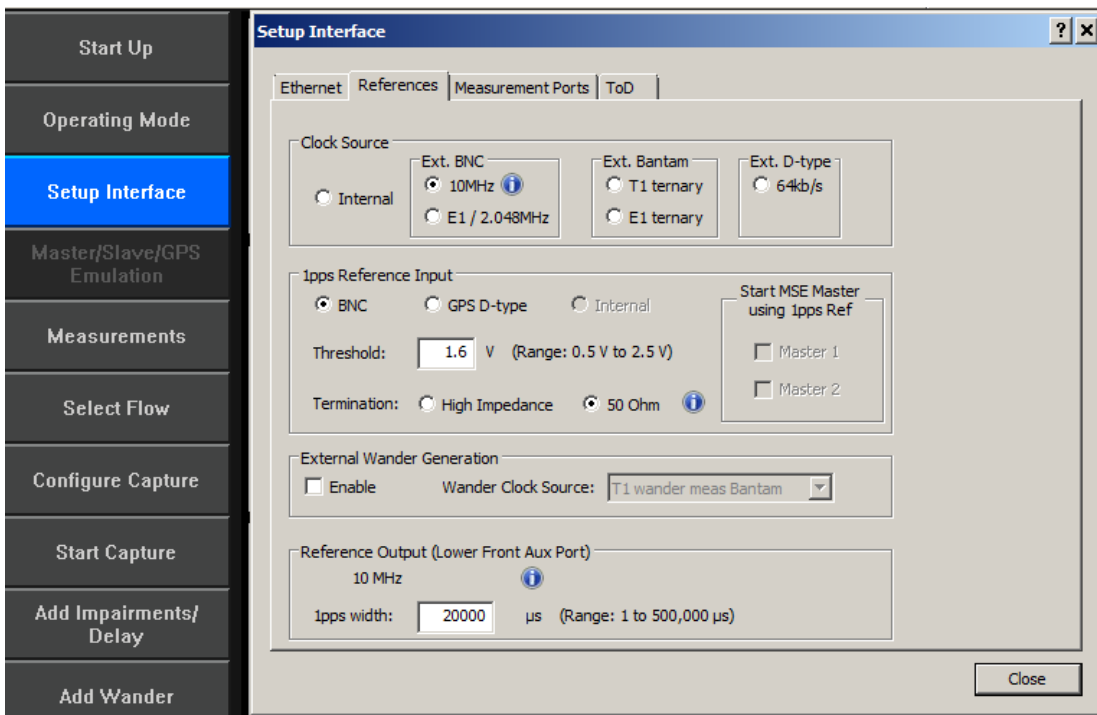 Start Up
Operating Mode
Setup Interface
Master/Slave/GPS
Emulation
Measurements
Select Flow
Configure Capture
Start Capture
Add Impairments/
Delay
Add Wander
Setup Interface
? ×
Ethernet References Measurement Ports ToD
Clock Source
Ext. BNC Ext. Bantam Ext. D-type
Internal 10MHz i T1 ternary 64kb/s
E1 / 2.048MHz E1 ternary
1pps Reference Input
BNC GPS D-type Internal
Threshold: 1.6 V (Range: 0.5 V to 2.5 V)
Termination: High Impedance 50 Ohm i
Start MSE Master
using 1pps Ref
Master 1
Master 2
External Wander Generation
Enable Wander Clock Source: T1 wander meas Bantam
Reference Output (Lower Front Aux Port)
10 MHz i
1pps width: 20000 µs (Range: 1 to 500,000 µs)
Close